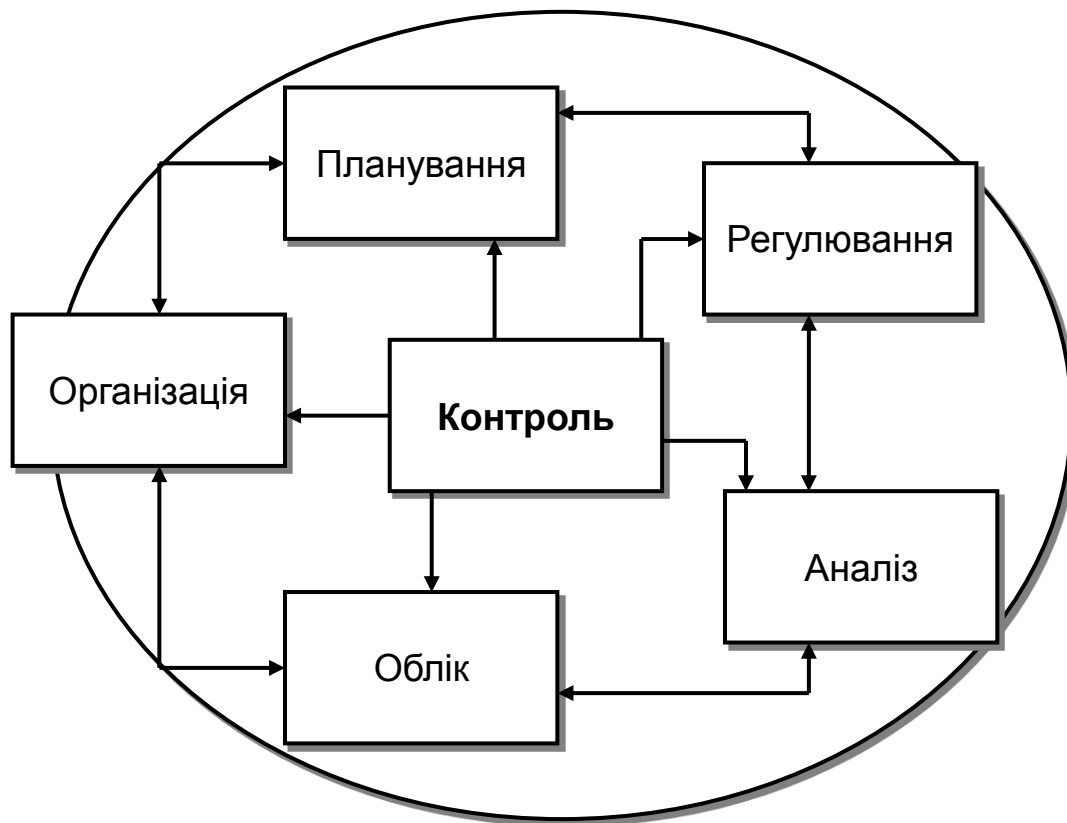 Планування
Регулювання
Організація
Контроль
Аналіз
Облік